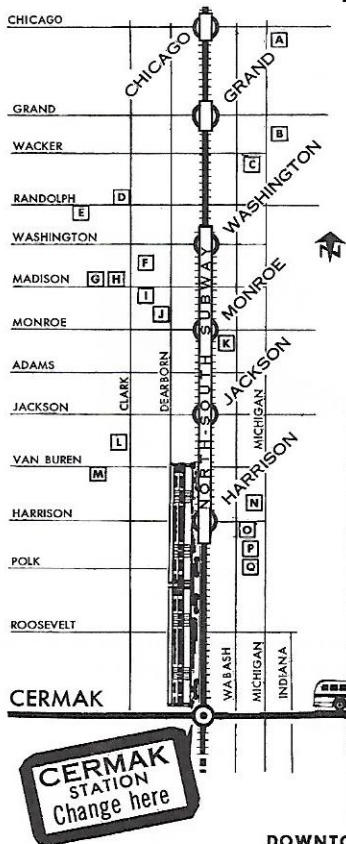 CHICAGO
CHICAGO
A
GRAND
GRAND
B
WACKER
C
WASHINGTON
RANDOLPH
D
E
WASHINGTON
F
MADISON
G
H
I
MONROE
J
MONROE
K
ADAMS
NORTH-SOUTH SUBWAY
CLARK
DEARBORN
MICHIGAN
JACKSON
JACKSON
L
VAN BUREN
M
HARRISON
N
HARRISON
O
P
POLK
Q
ROOSEVELT
WABASH
MICHIGAN
INDIANA
CERMAK
CERMAK
STATION
Change here
N
DOWNTO